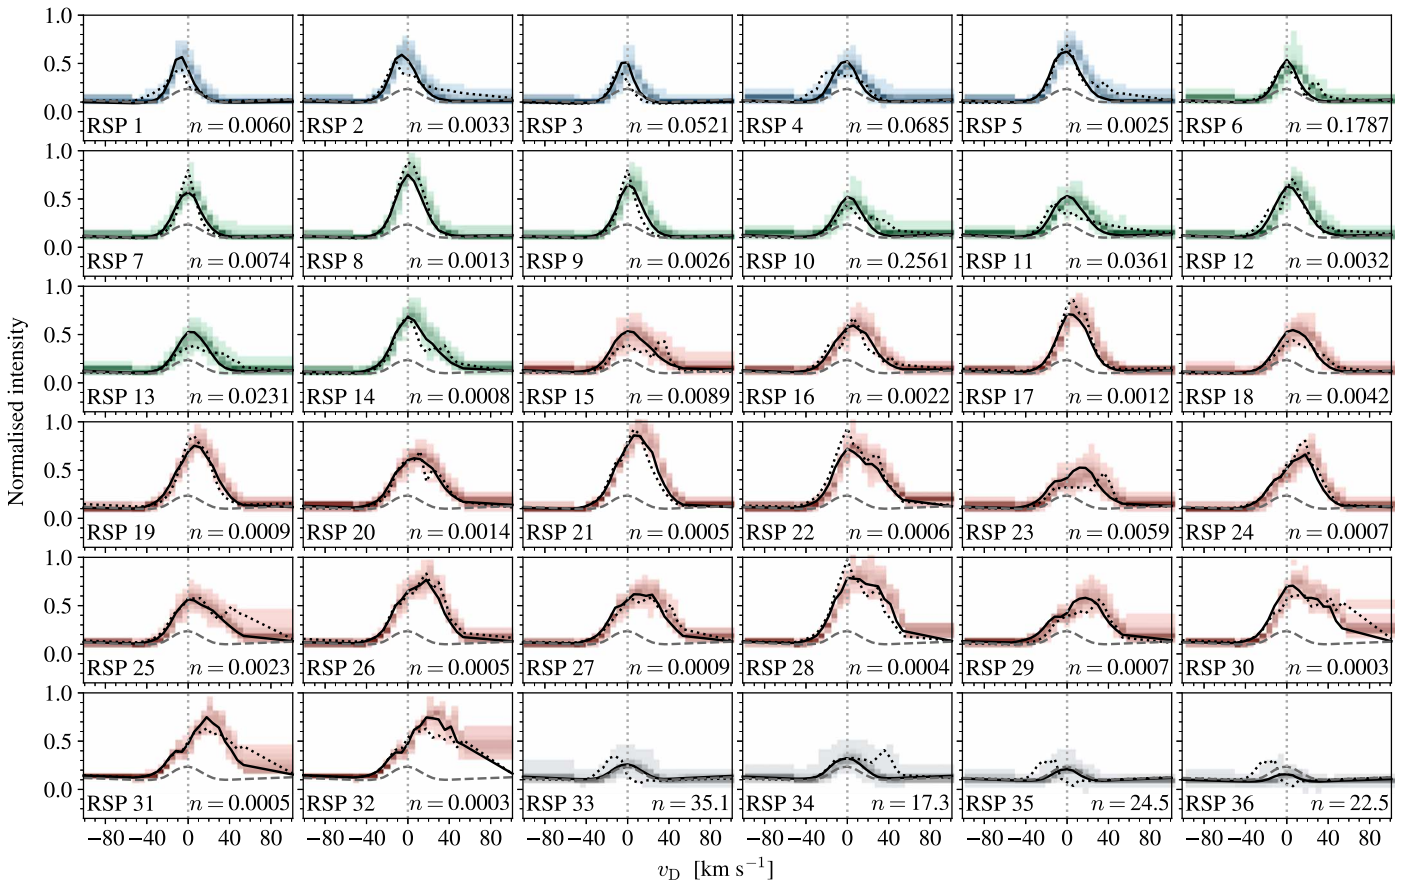 1.0
0.5
0.0
RSP 1 n = 0.0060
RSP 2 n = 0.0033
RSP 3 n = 0.0521
RSP 4 n = 0.0685
RSP 5 n = 0.0025
RSP 6 n = 0.1787
1.0
0.5
0.0
RSP 7 n = 0.0074
RSP 8 n = 0.0013
RSP 9 n = 0.0026
RSP 10 n = 0.2561
RSP 11 n = 0.0361
RSP 12 n = 0.0032
1.0
0.5
0.0
RSP 13 n = 0.0231
RSP 14 n = 0.0008
RSP 15 n = 0.0089
RSP 16 n = 0.0022
RSP 17 n = 0.0012
RSP 18 n = 0.0042
Normalised intensity
1.0
0.5
0.0
RSP 19 n = 0.0009
RSP 20 n = 0.0014
RSP 21 n = 0.0005
RSP 22 n = 0.0006
RSP 23 n = 0.0059
RSP 24 n = 0.0007
1.0
0.5
0.0
RSP 25 n = 0.0023
RSP 26 n = 0.0005
RSP 27 n = 0.0009
RSP 28 n = 0.0004
RSP 29 n = 0.0007
RSP 30 n = 0.0003
1.0
0.5
0.0
RSP 31 n = 0.0005
RSP 32 n = 0.0003
RSP 33 n = 35.1
RSP 34 n = 17.3
RSP 35 n = 24.5
RSP 36 n = 22.5
−80 −40 0 40 80
−80 −40 0 40 80
−80 −40 0 40 80
−80 −40 0 40 80
−80 −40 0 40 80
−80 −40 0 40 80
v_D [km s⁻¹]